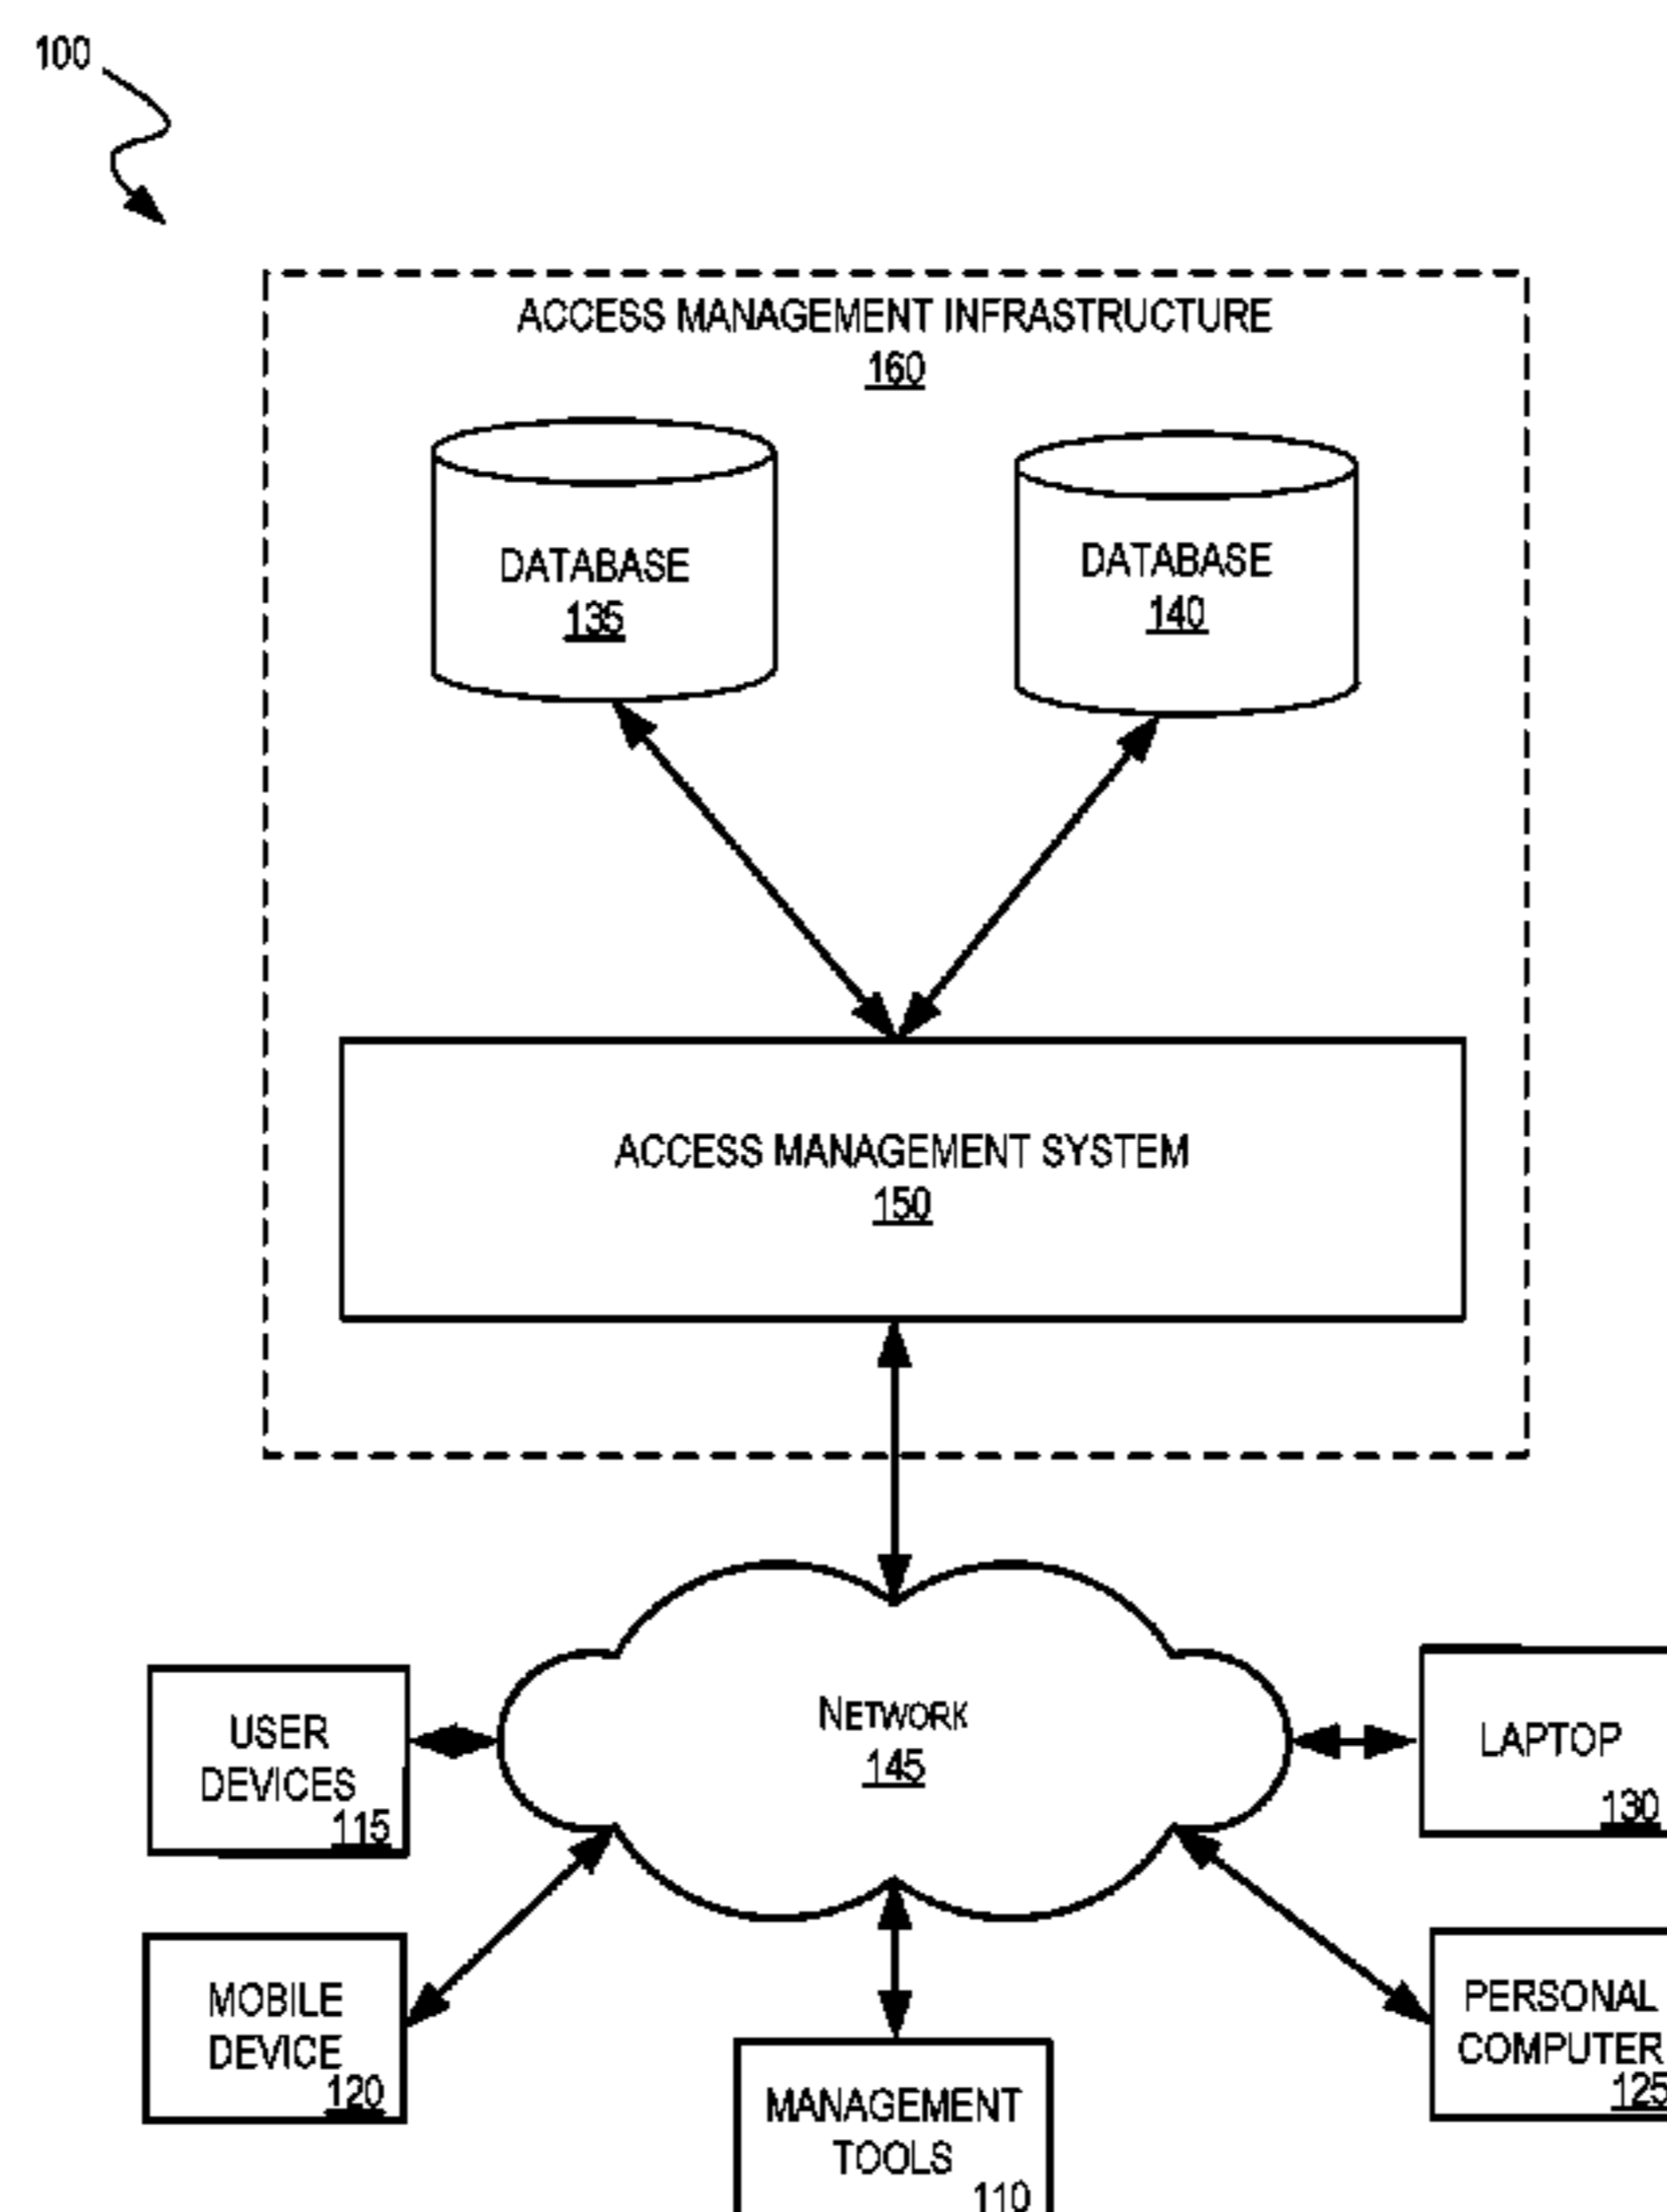 100
ACCESS MANAGEMENT INFRASTRUCTURE
160
DATABASE
135
DATABASE
140
ACCESS MANAGEMENT SYSTEM
150
NETWORK
145
USER
DEVICES
115
LAPTOP
130
MOBILE
DEVICE
120
PERSONAL
COMPUTER
125
MANAGEMENT
TOOLS
110